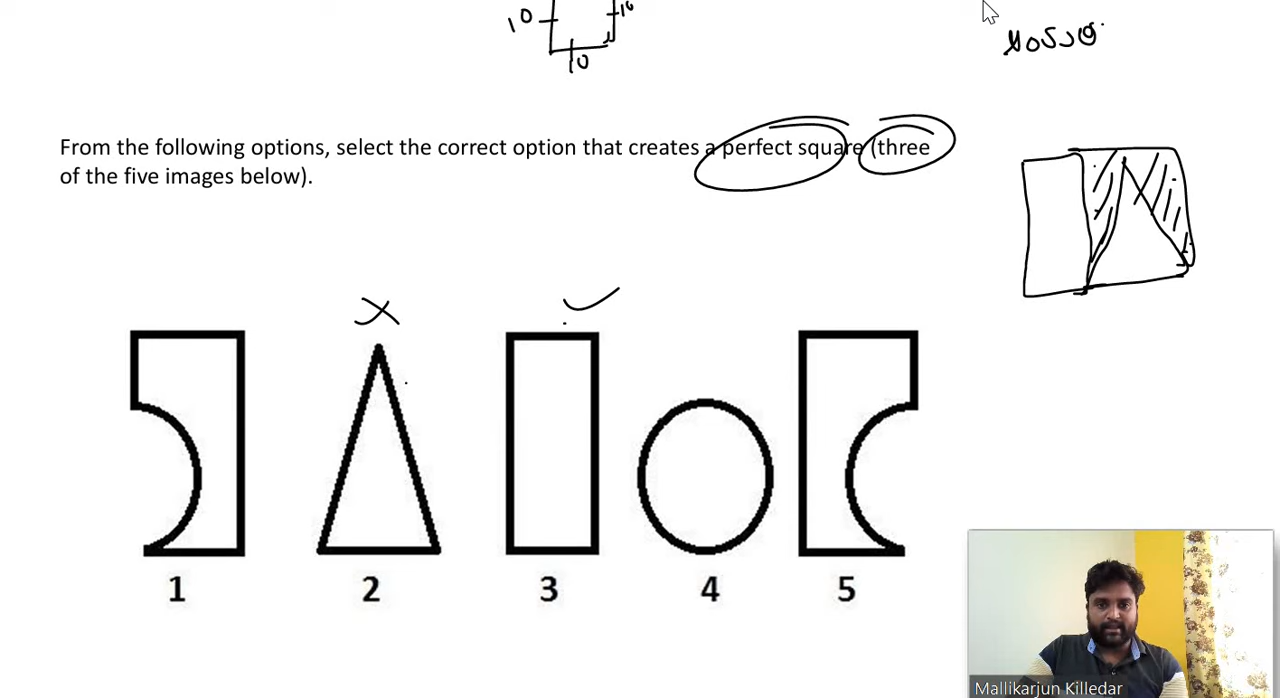 10
10
10
From the following options, select the correct option that creates a perfect square (three
of the five images below).
1 2 3 4 5
Mallikarjun Killedar